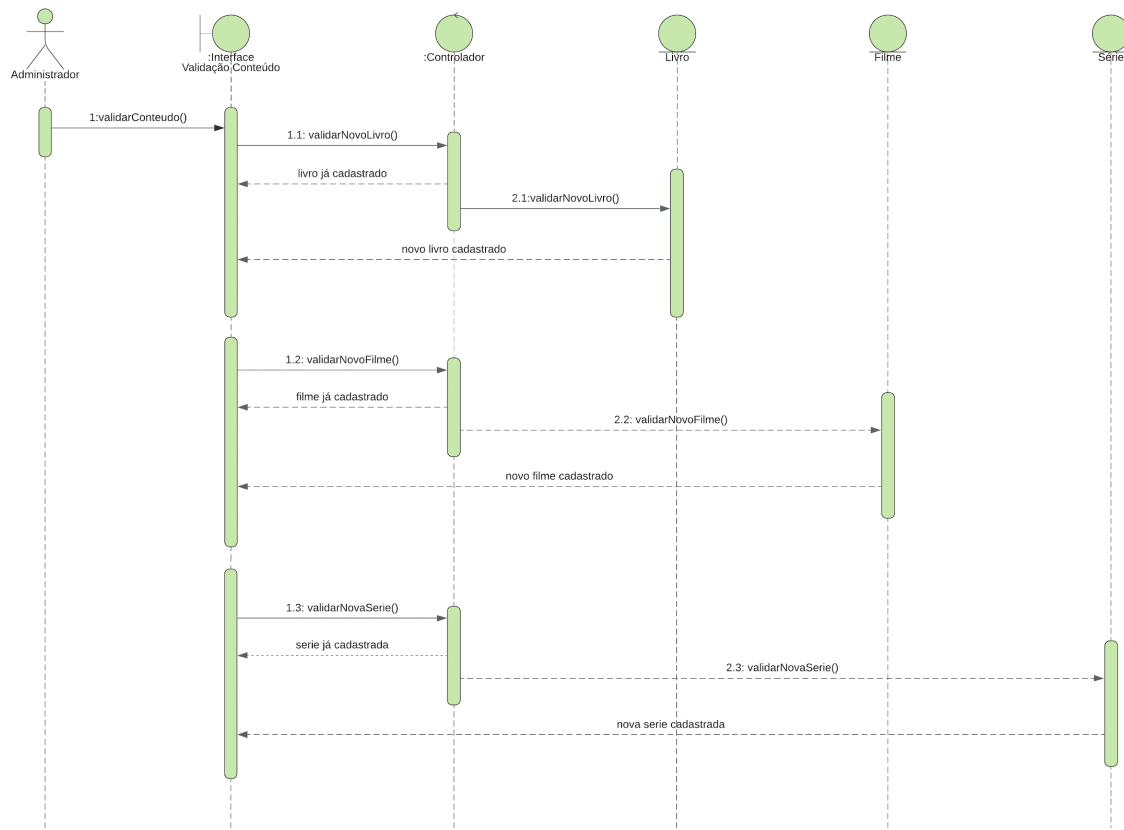 Administrador
:Interface
Validação Conteúdo
:Controlador
Livro
Filme
Serie
1:validarConteudo()
1.1: validarNovoLivro()
livro já cadastrado
2.1:validarNovoLivro()
novo livro cadastrado
1.2: validarNovoFilme()
filme já cadastrado
2.2: validarNovoFilme()
novo filme cadastrado
1.3: validarNovaSerie()
serie já cadastrada
2.3: validarNovaSerie()
nova serie cadastrada